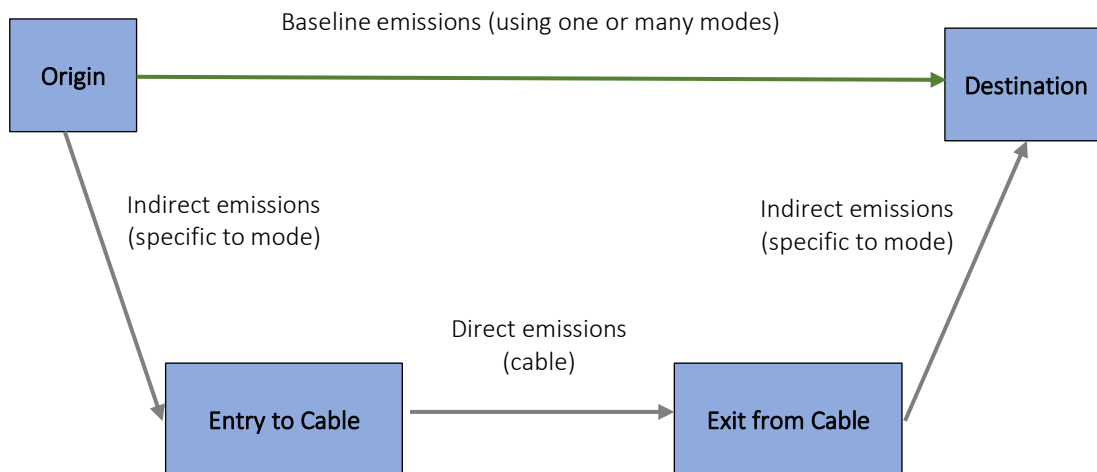 Baseline emissions (using one or many modes)
Origin
Destination
Indirect emissions
(specific to mode)
Indirect emissions
(specific to mode)
Direct emissions
(cable)
Entry to Cable
Exit from Cable